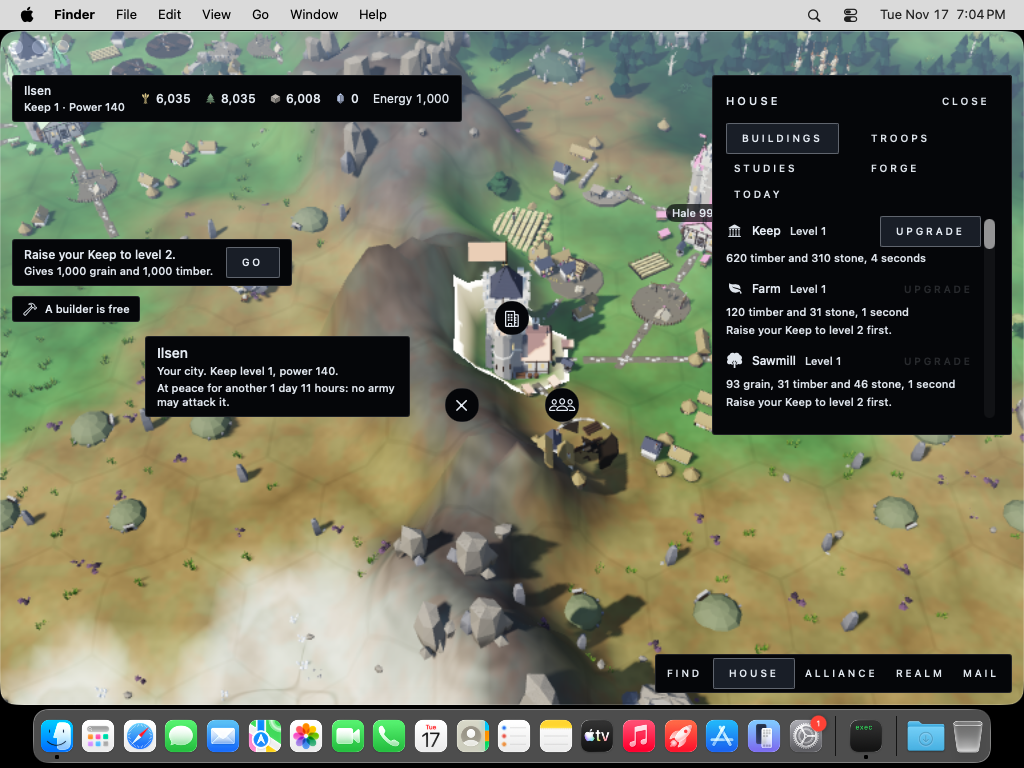 Finder File Edit View Go Window Help
Tue Nov 17 7:04 PM
Ilsen
Keep 1 · Power 140
6,035
8,035
6,008
0
Energy 1,000
Raise your Keep to level 2.
Gives 1,000 grain and 1,000 timber.
GO
A builder is free
Ilsen
Your city. Keep level 1, power 140.
At peace for another 1 day 11 hours: no army
may attack it.
Hale 99
HOUSE
CLOSE
BUILDINGS
TROOPS
STUDIES
FORGE
TODAY
Keep Level 1
UPGRADE
620 timber and 310 stone, 4 seconds
Farm Level 1
UPGRADE
120 timber and 31 stone, 1 second
Raise your Keep to level 2 first.
Sawmill Level 1
UPGRADE
93 grain, 31 timber and 46 stone, 1 second
Raise your Keep to level 2 first.
FIND
HOUSE
ALLIANCE
REALM
MAIL
Tue
17
tv
1
exec